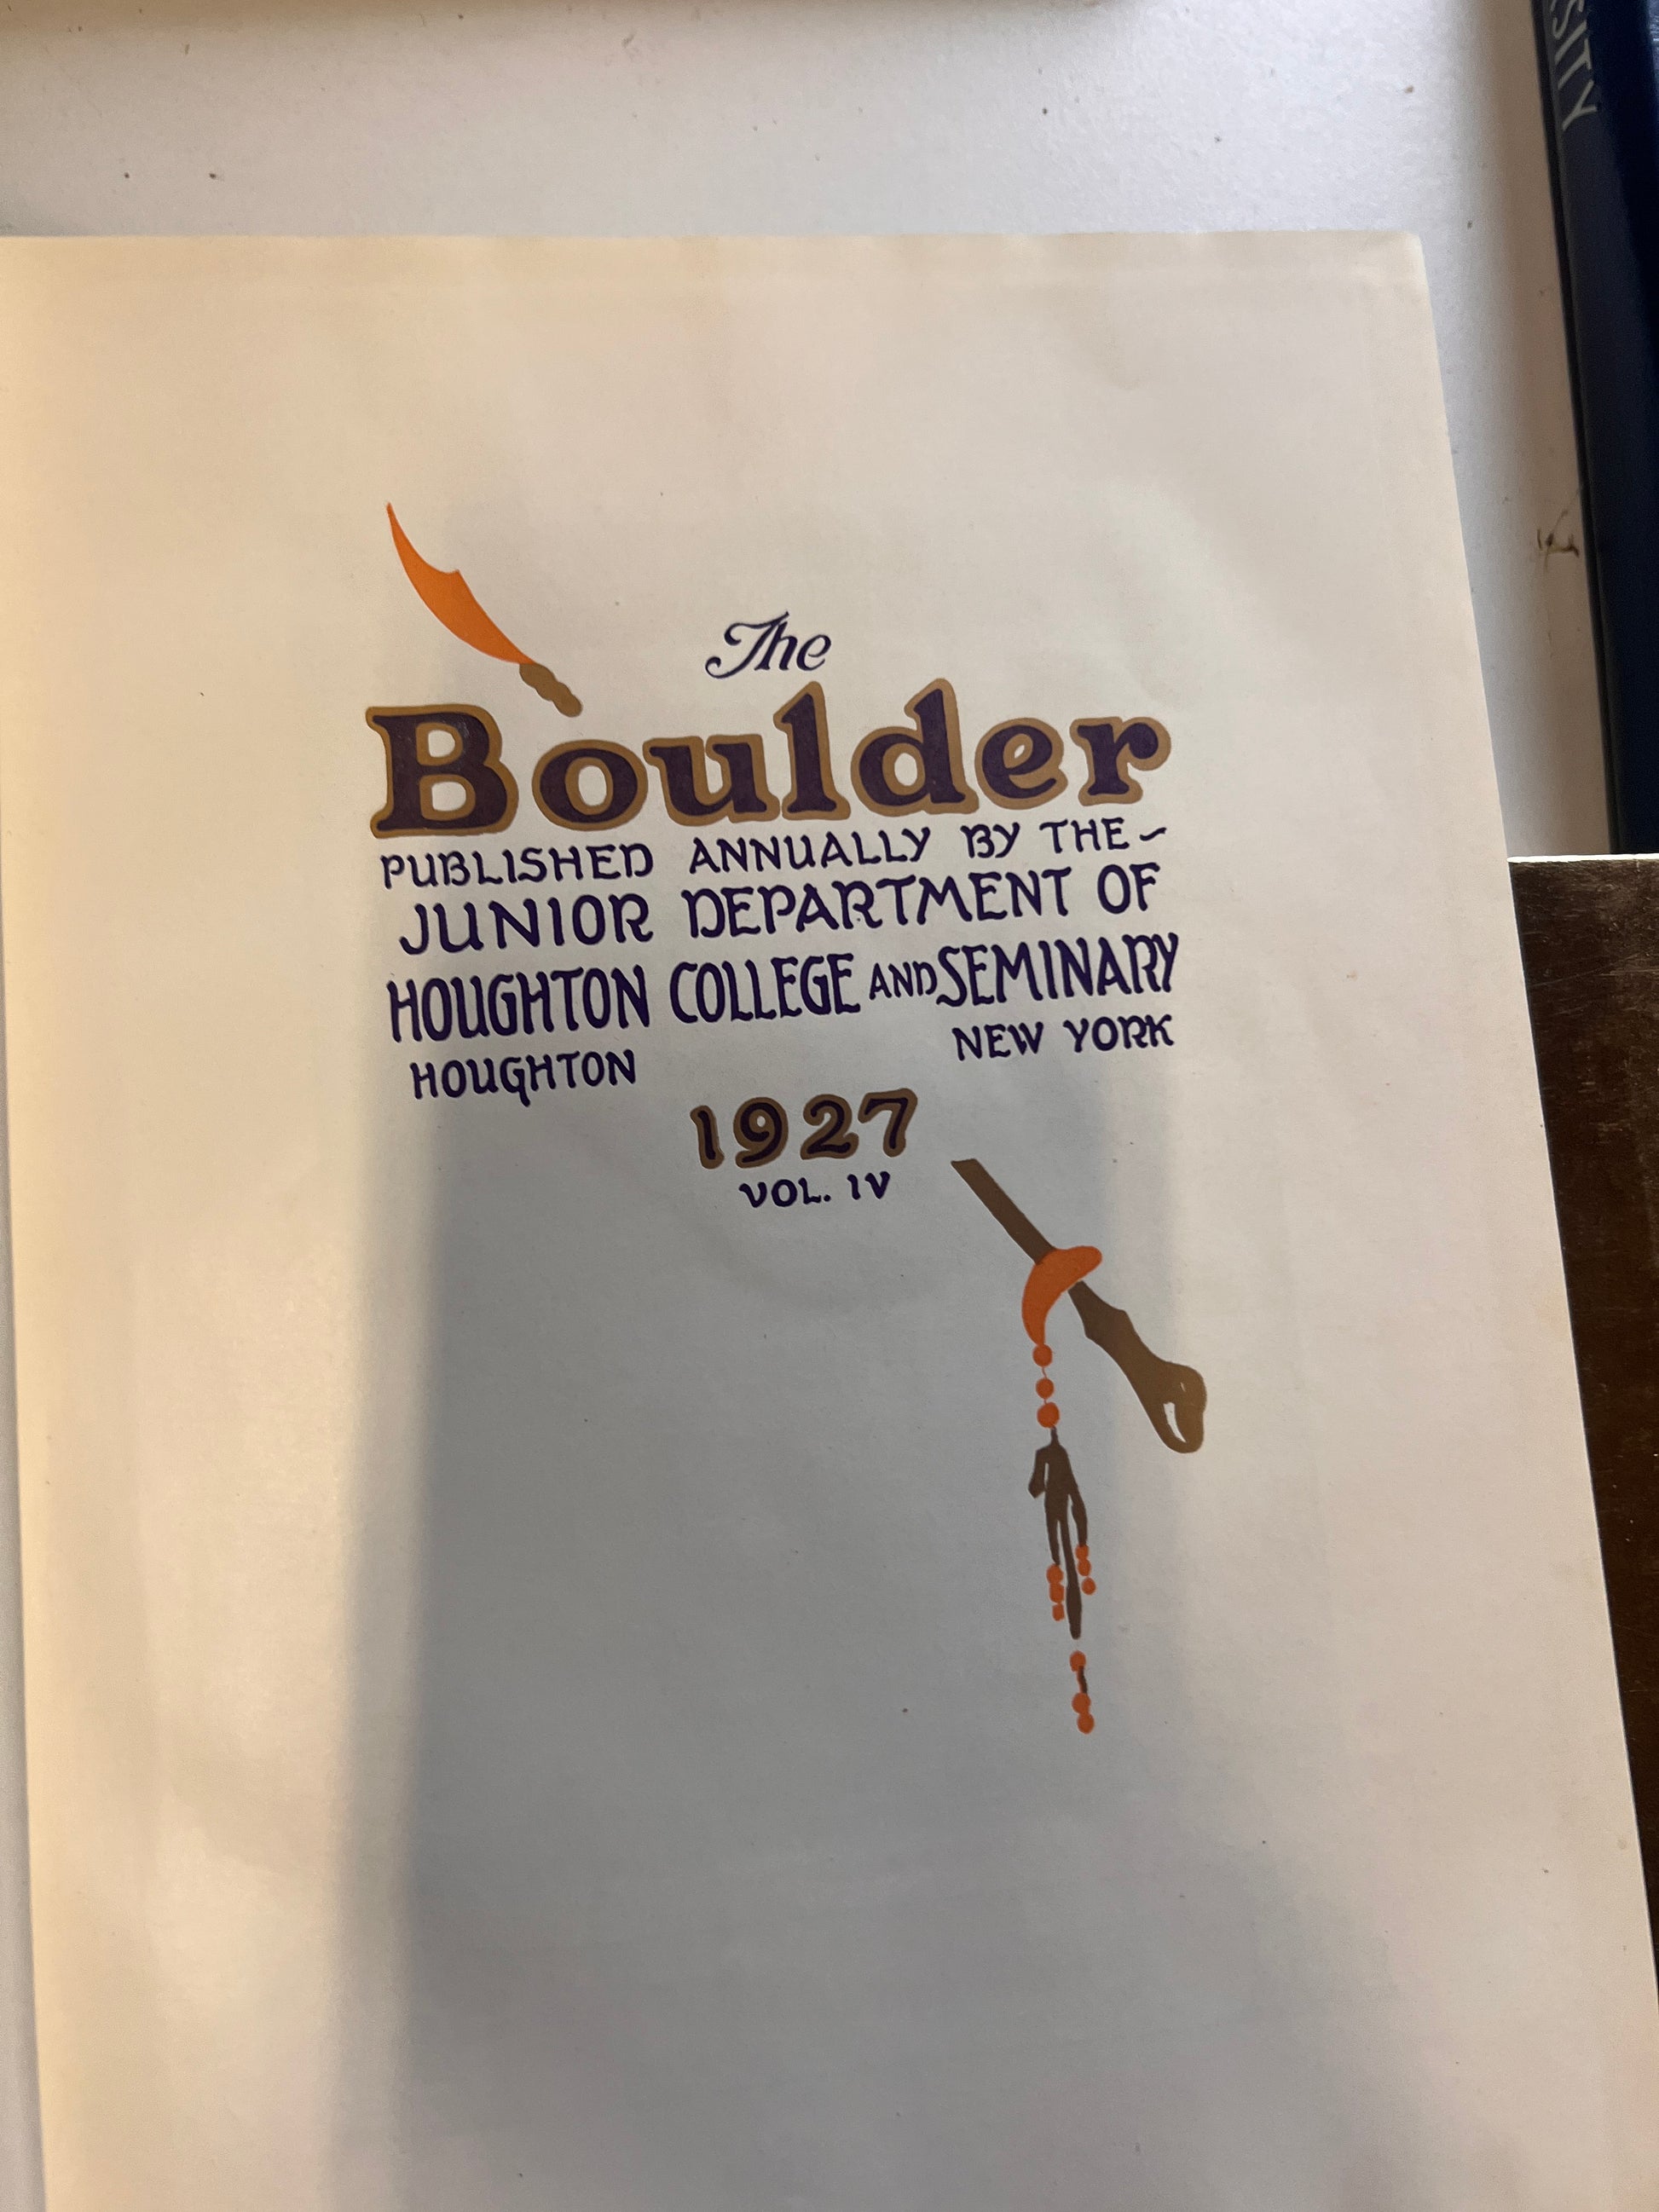 The
Boulder
PUBLISHED ANNUALLY BY THE~
JUNIOR DEPARTMENT OF
HOUGHTON COLLEGE AND SEMINARY
HOUGHTON NEW YORK
1927
VOL. IV
SITY